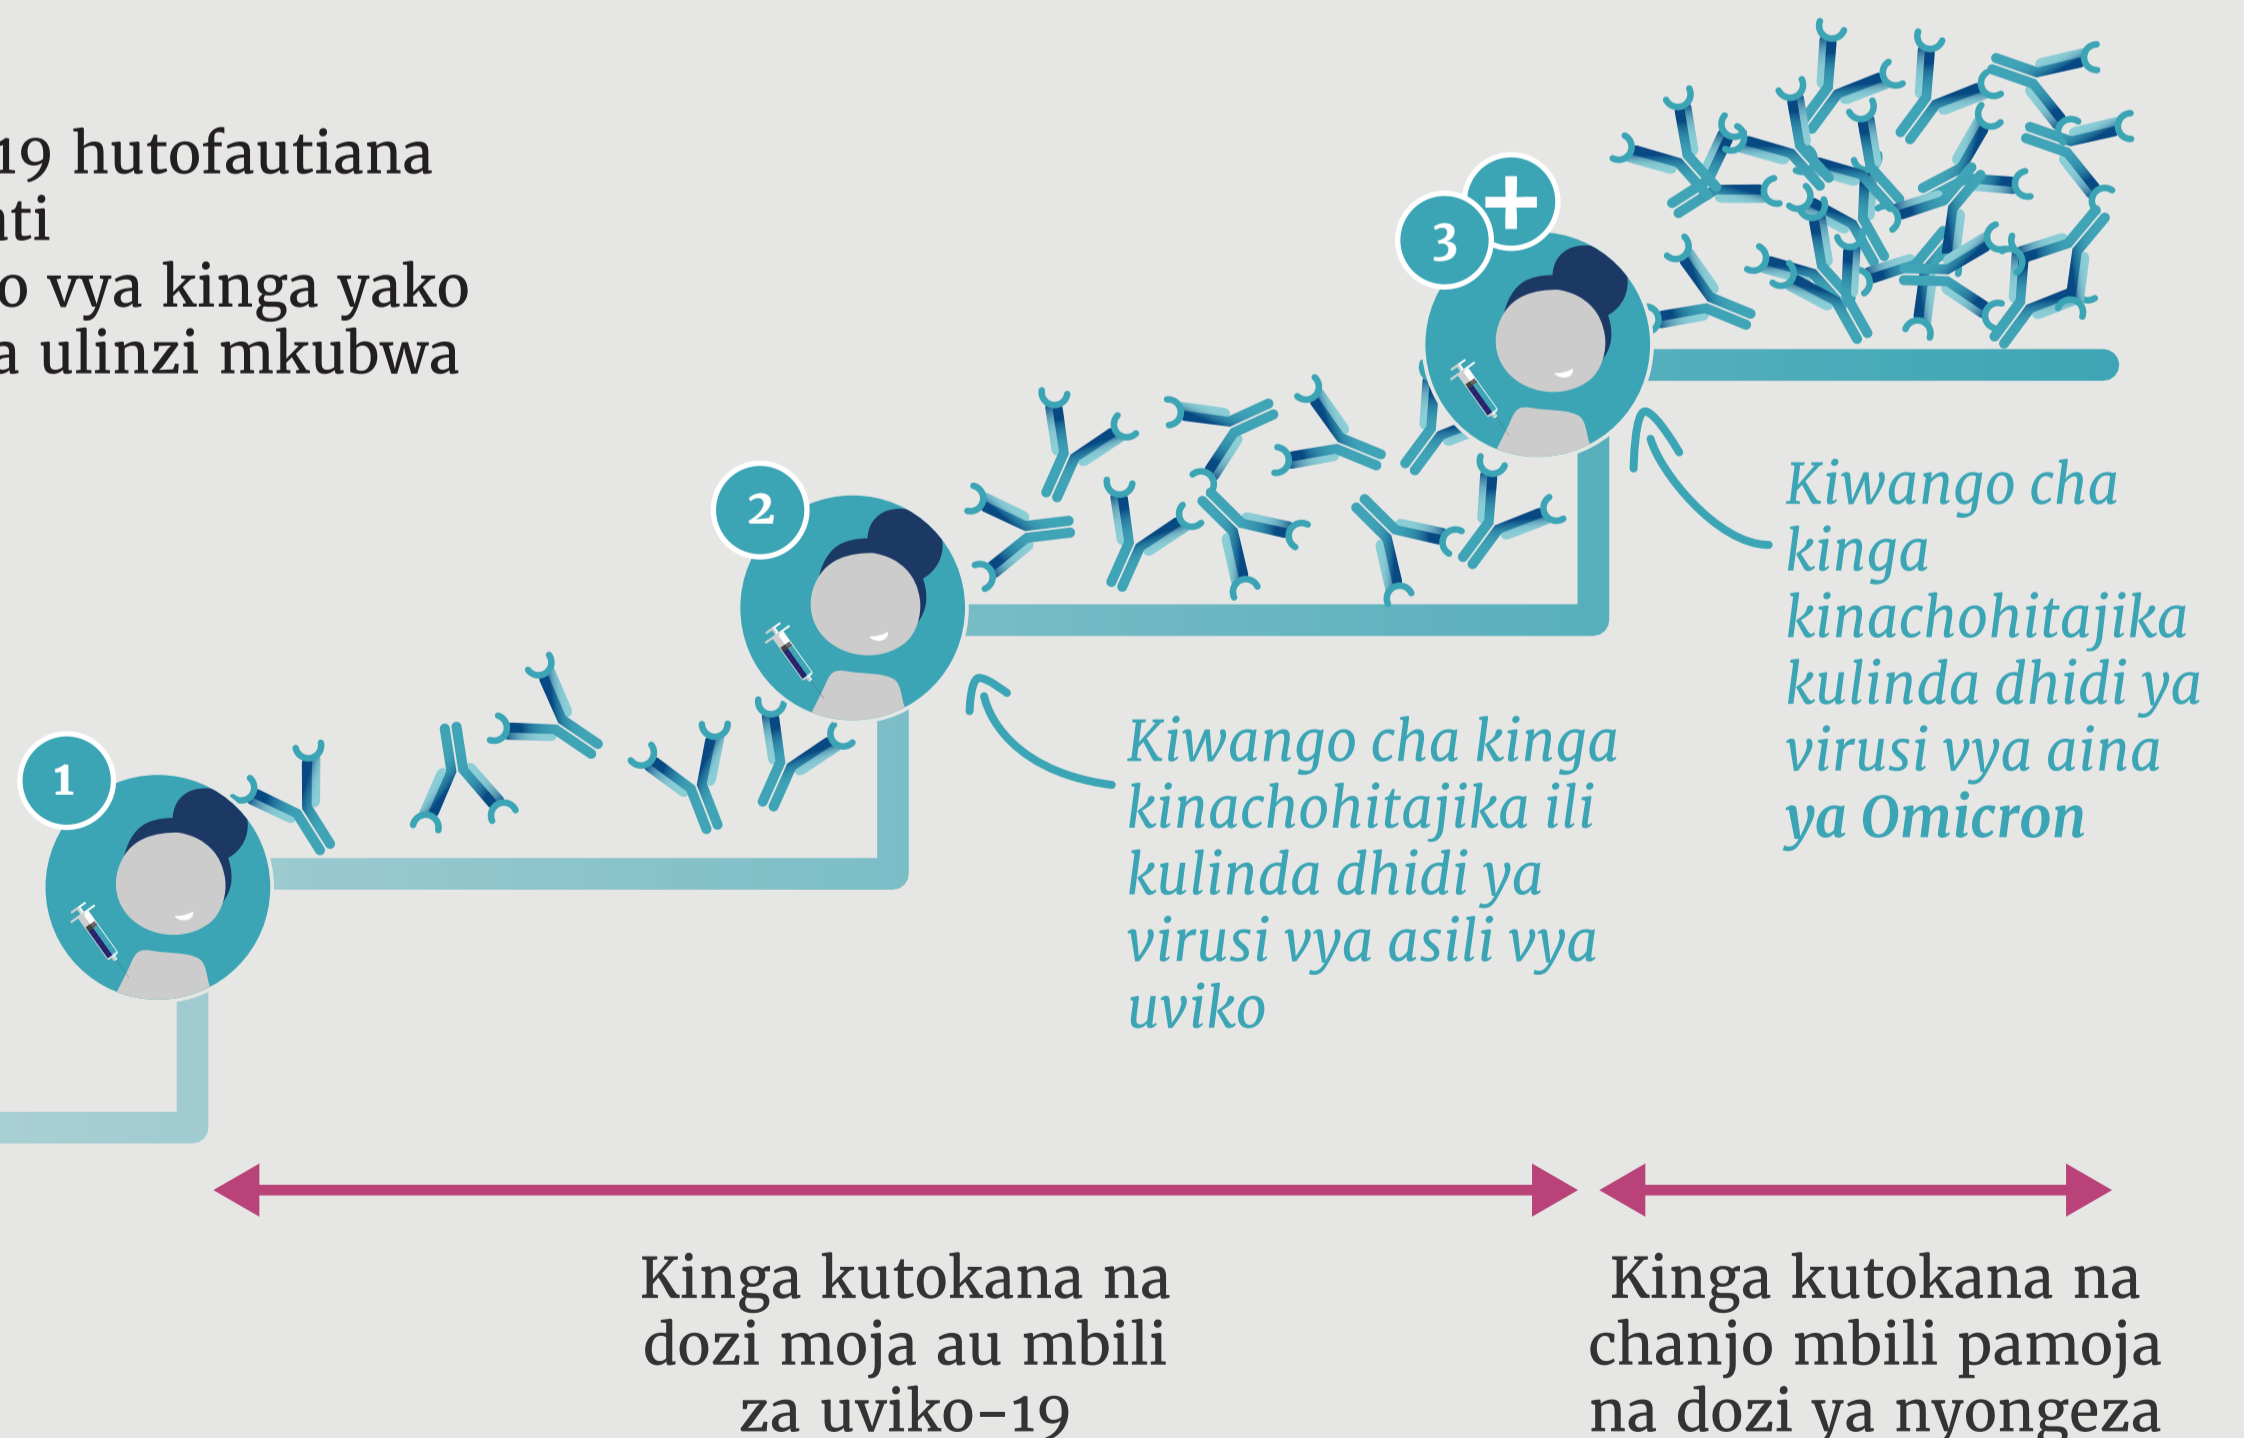 19 hutofautiana
vya kinga yako
ulinzi mkubwa
3
+
2
1
Kiwango cha
kinga
kinachohitajika
kulinda dhidi ya
virusi vya aina
ya Omicron
Kiwango cha kinga
kinachohitajika ili
kulinda dhidi ya
virusi vya asili vya
uviko
Kinga kutokana na
dozi moja au mbili
za uviko-19
Kinga kutokana na
chanjo mbili pamoja
na dozi ya nyongeza